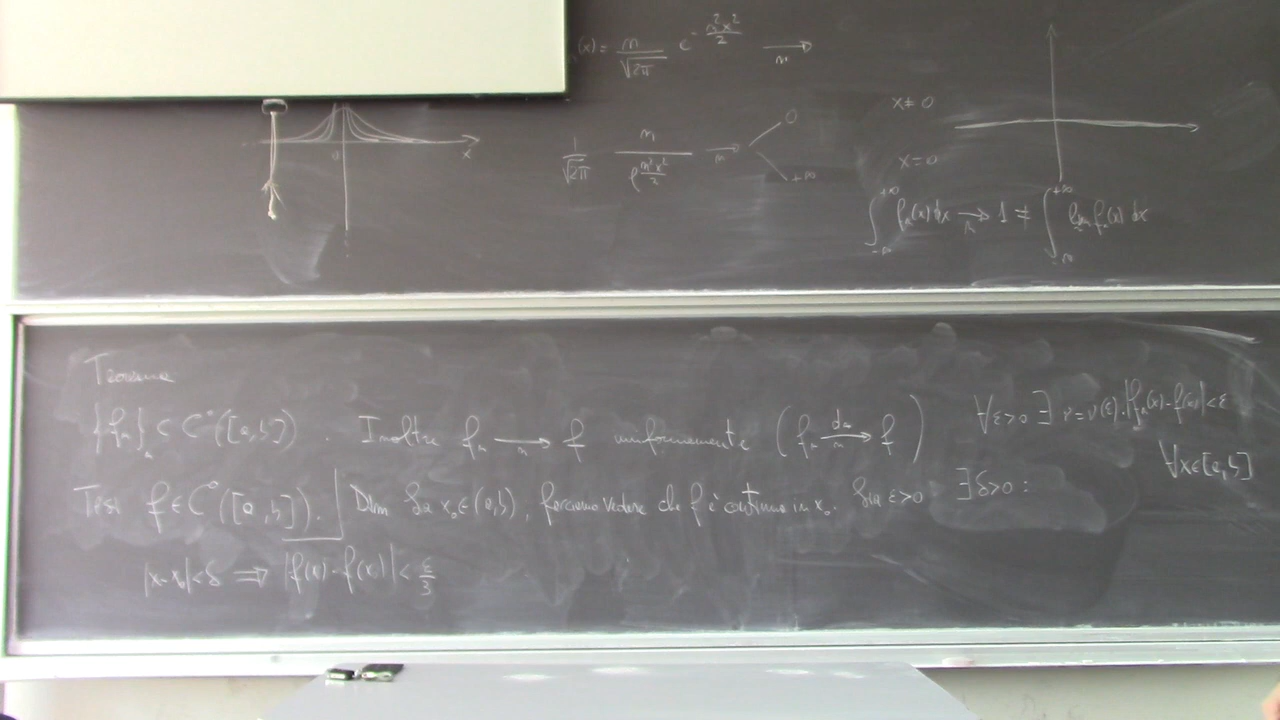 (x) = n/√2π e^-n²x²/2 →n
x ≠ 0
0 x
1/√2π n/e^n²x²/2 →n 0 +∞
x = 0
∫_-∞^+∞ fₙ(x) dx →n 1 ≠ ∫_-∞^+∞ limₙ fₙ(x) dx
Teorema
{fₙ}ₙ ⊂ C°([a,b]). Inoltre fₙ →n f uniformemente (fₙ d∞→n f) ∀ε>0 ∃ ν=ν(ε): |fₙ(x)-f(x)|<ε
∀x∈[a,b]
Tesi f∈C°([a,b]). | Dim Sia x₀∈(a,b), facciamo vedere che f è continua in x₀. Sia ε>0 ∃δ>0:
|x-x₀|<δ ⇒ |f(x)-f(x₀)|< ε/3